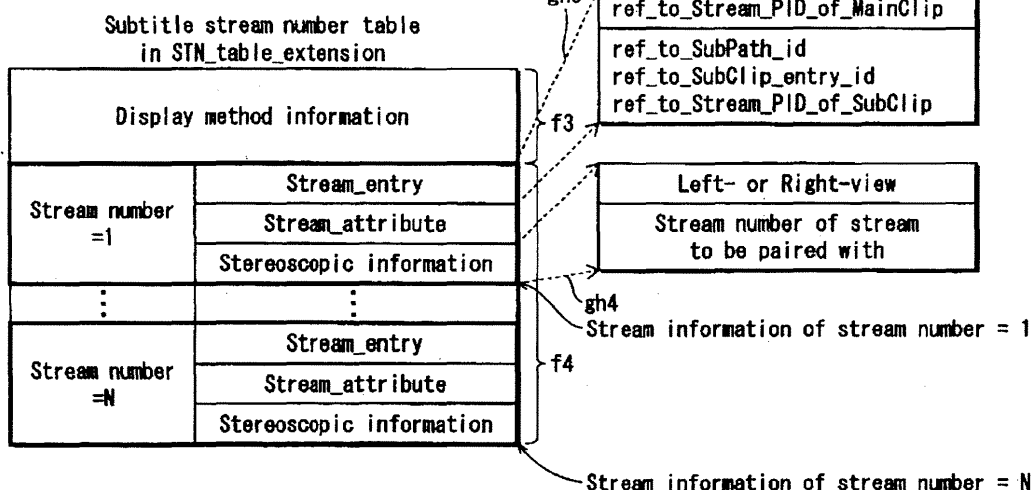 Subtitle stream number table
in STN_table_extension
Display method information
f3
Stream number
=1
Stream_entry
Stream_attribute
Stereoscopic information
⋮
⋮
Stream number
=N
Stream_entry
Stream_attribute
Stereoscopic information
f4
ref_to_Stream_PID_of_MainClip
ref_to_SubPath_id
ref_to_SubClip_entry_id
ref_to_Stream_PID_of_SubClip
Left- or Right-view
Stream number of stream
to be paired with
gh4
Stream information of stream number = 1
Stream information of stream number = N